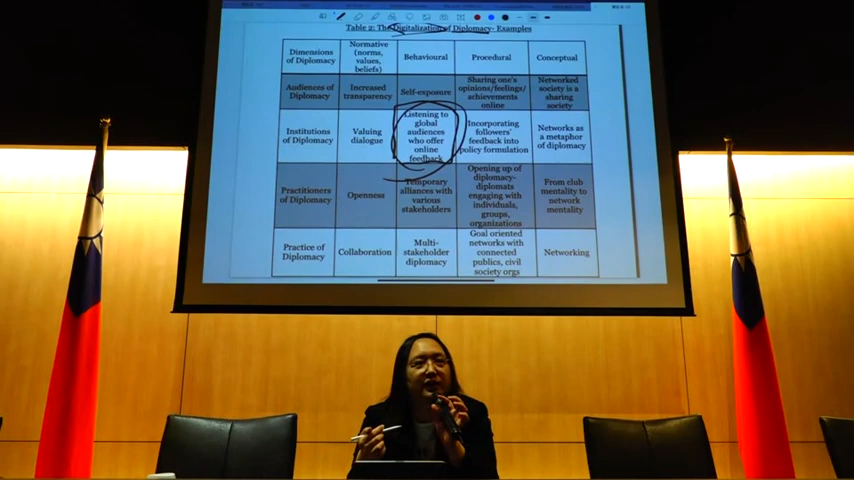 Table 2: The Digitalization of Diplomacy- Examples
Dimensions of Diplomacy
Normative (norms, values, beliefs)
Behavioural
Procedural
Conceptual
Audiences of Diplomacy
Increased transparency
Self-exposure
Sharing one's opinions/feelings/ achievements online
Networked society is a sharing society
Institutions of Diplomacy
Valuing dialogue
Listening to global audiences who offer online feedback
Incorporating followers' feedback into policy formulation
Networks as a metaphor of diplomacy
Practitioners of Diplomacy
Openness
Temporary alliances with various stakeholders
Opening up of diplomacy- diplomats engaging with individuals, groups, organizations
From club mentality to network mentality
Practice of Diplomacy
Collaboration
Multi- stakeholder diplomacy
Goal oriented networks with connected publics, civil society orgs
Networking